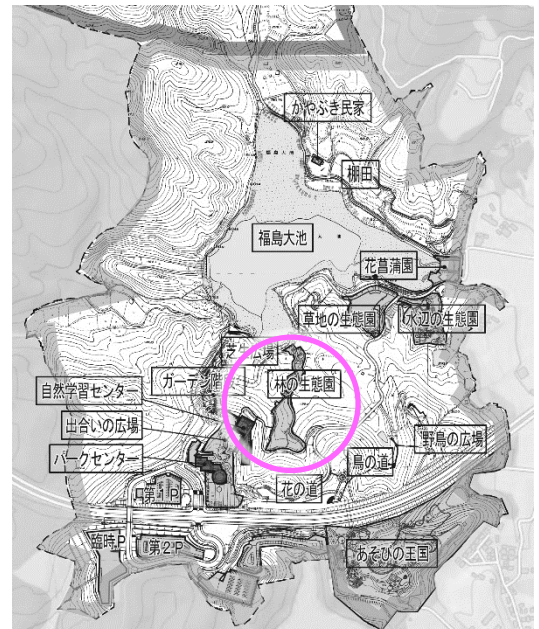 かやぶき民家
棚田
福島大池
花菖蒲園
草地の生態園
水辺の生態園
芝生広場
ガーデン階段
林の生態園
自然学習センター
出合いの広場
パークセンター
野鳥の広場
鳥の道
花の道
第1P
臨時P
第2P
あそびの王国